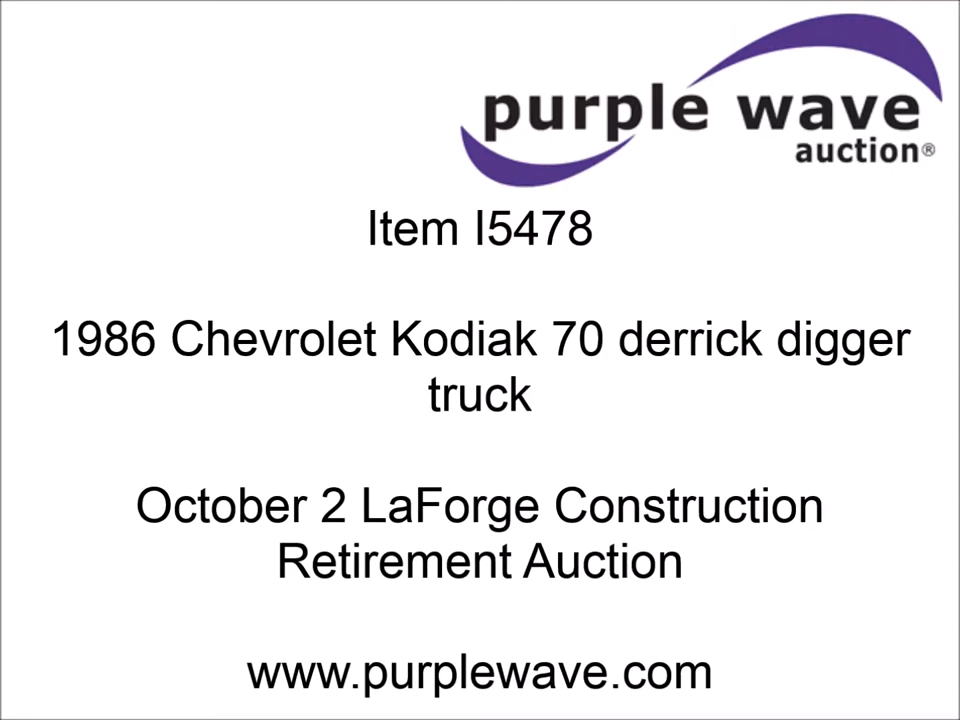 purple wave
auction®
Item I5478
1986 Chevrolet Kodiak 70 derrick digger
truck
October 2 LaForge Construction
Retirement Auction
www.purplewave.com